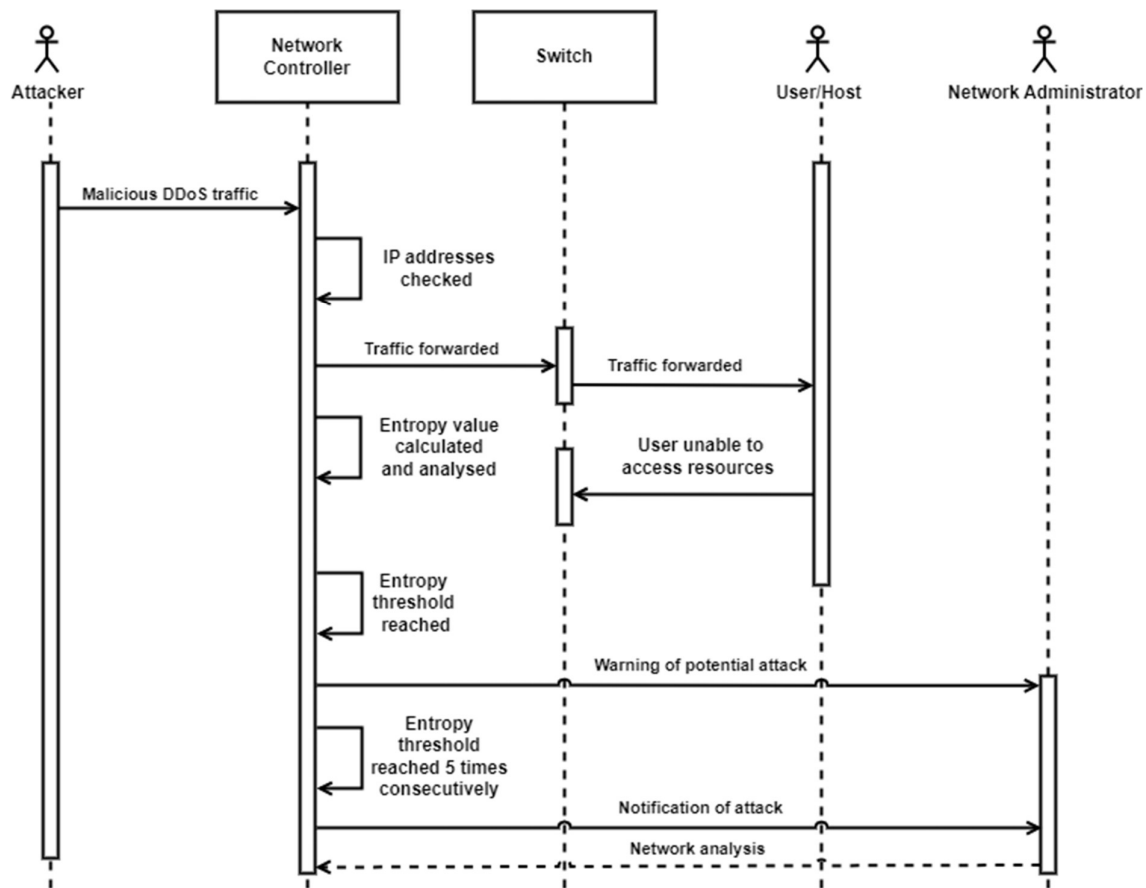 Network
Controller
Switch
Attacker
User/Host
Network Administrator
Malicious DDoS traffic
IP addresses
checked
Traffic forwarded
Traffic forwarded
Entropy value
calculated
and analysed
User unable to
access resources
Entropy
threshold
reached
Warning of potential attack
Entropy
threshold
reached 5 times
consecutively
Notification of attack
Network analysis